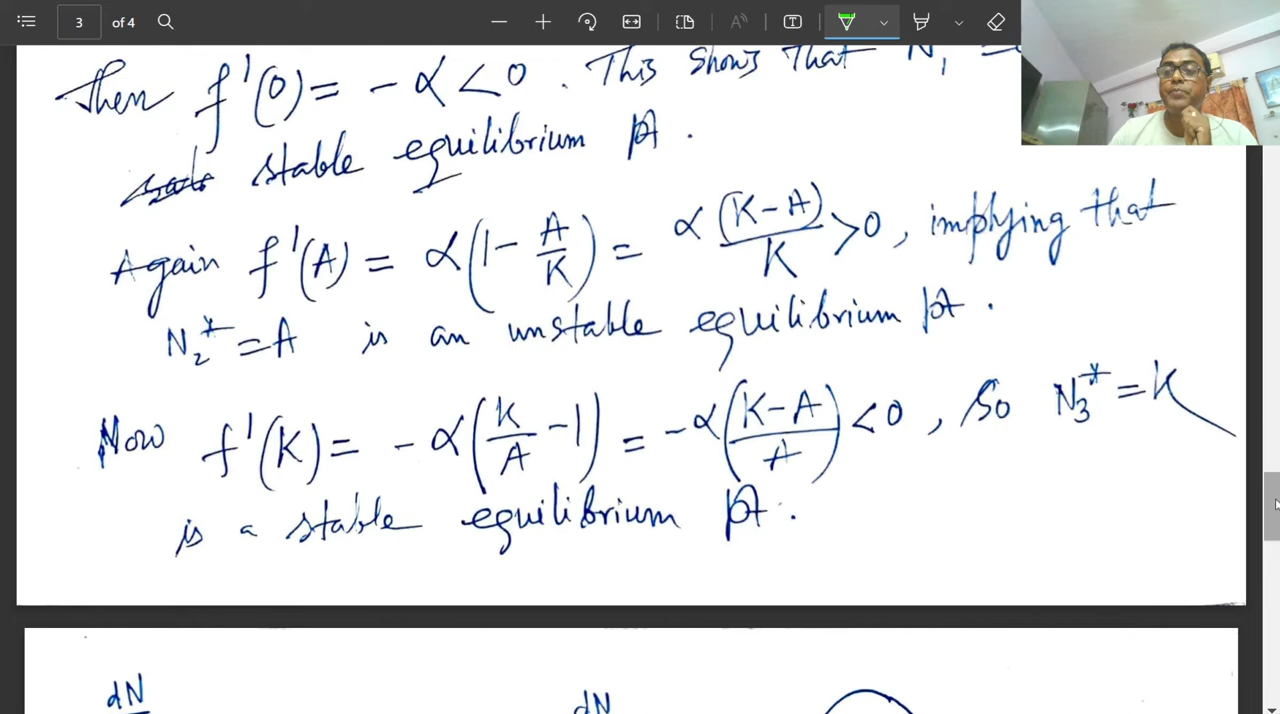 3 of 4
Then f'(0) = - α < 0 . This shows that N₁
stable equilibrium pt .
Again f'(A) = α(1 - A/K) = α (K-A)/K > 0 , implying that
N₂* = A is an unstable equilibrium pt .
Now f'(K) = - α(K/A - 1) = - α(K-A/A) < 0 , So N₃* = K
is a stable equilibrium pt .
dN dN